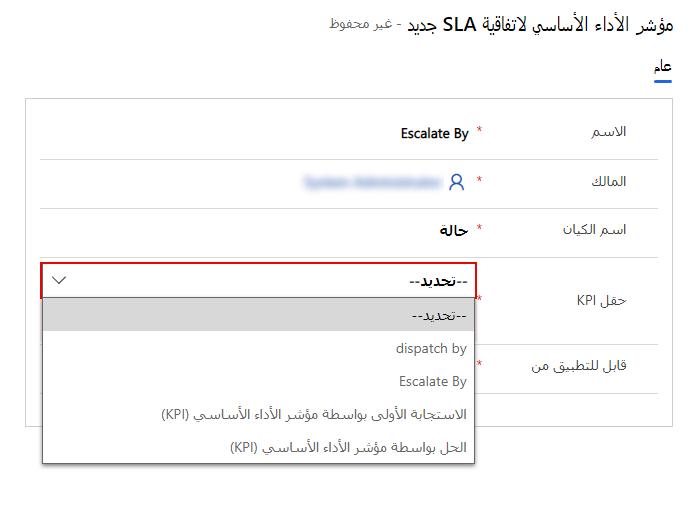 مؤشر الأداء الأساسي لاتفاقية SLA جديد - غير محفوظ
عام
الاسم * Escalate By
المالك *
اسم الكيان * حالة
حقل KPI *
--تحديد--
--تحديد--
dispatch by
Escalate By
الاستجابة الأولى بواسطة مؤشر الأداء الأساسي (KPI)
الحل بواسطة مؤشر الأداء الأساسي (KPI)
قابل للتطبيق من *